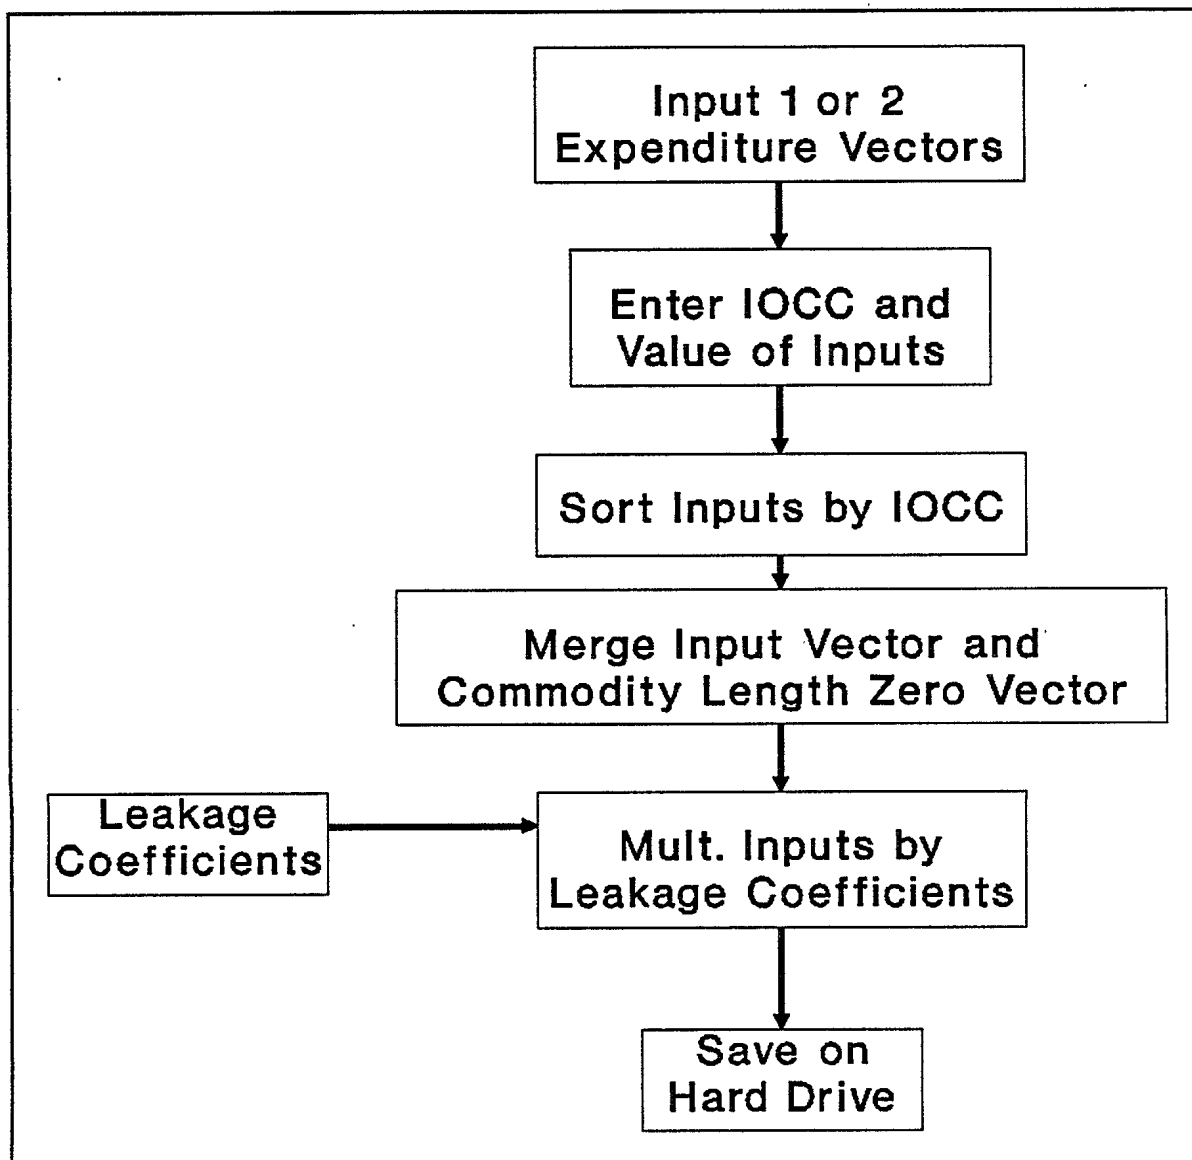 Input 1 or 2
Expenditure Vectors
Enter IOCC and
Value of Inputs
Sort Inputs by IOCC
Merge Input Vector and
Commodity Length Zero Vector
Leakage
Coefficients
Mult. Inputs by
Leakage Coefficients
Save on
Hard Drive